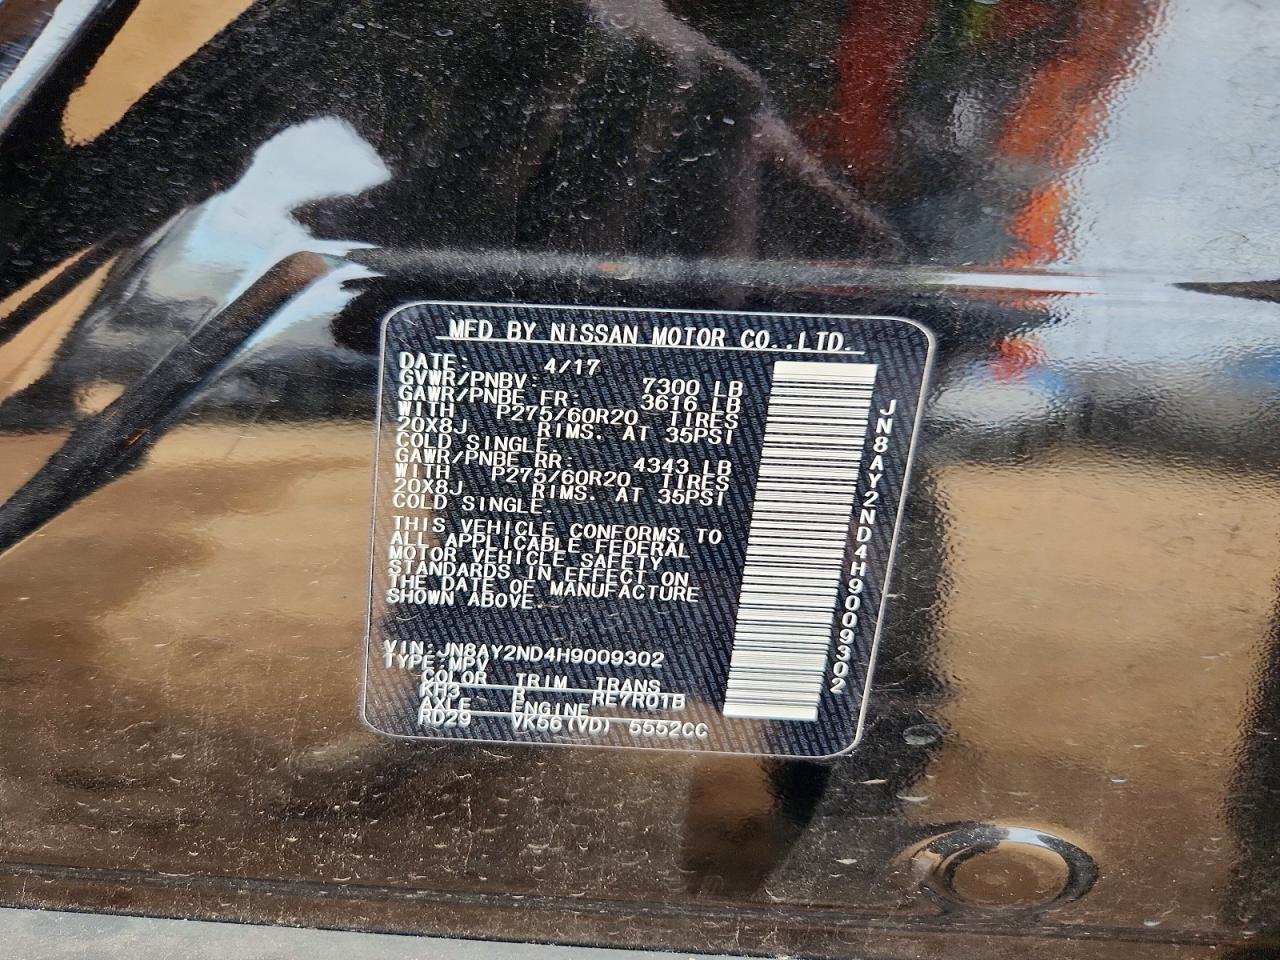 MFD BY NISSAN MOTOR CO.,LTD.
DATE: 4/17
GVWR/PNBV: 7300 LB
GAWR/PNBE FR: 3616 LB
WITH P275/60R20 TIRES
20X8J RIMS. AT 35PSI
COLD SINGLE
GAWR/PNBE RR: 4343 LB
WITH P275/60R20 TIRES
20X8J RIMS. AT 35PSI
COLD SINGLE.
THIS VEHICLE CONFORMS TO
ALL APPLICABLE FEDERAL
MOTOR VEHICLE SAFETY
STANDARDS IN EFFECT ON
THE DATE OF MANUFACTURE
SHOWN ABOVE.
VIN:JN8AY2ND4H9009302
TYPE:MPV
COLOR TRIM TRANS
KH3 R RE7R01B
AXLE ENGINE
RD29 VK56(VD) 5552CC
JN8AY2ND4H9009302